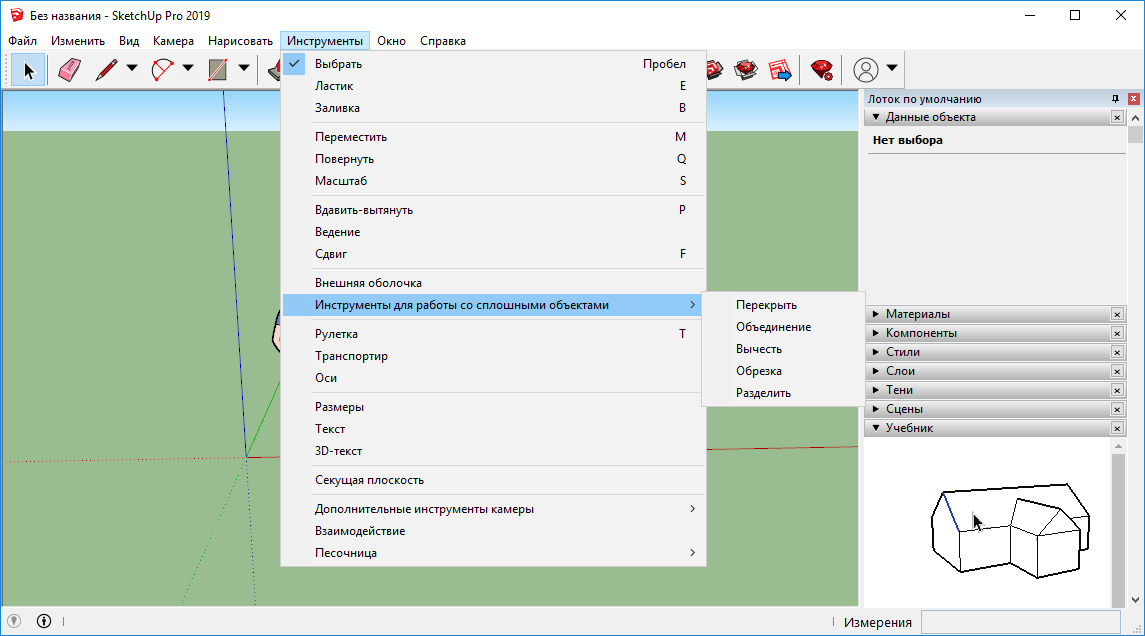 Без названия - SketchUp Pro 2019
Файл Изменить Вид Камера Нарисовать Инструменты Окно Справка
Выбрать Пробел
Ластик E
Заливка B
Переместить M
Повернуть Q
Масштаб S
Вдавить-вытянуть P
Ведение
Сдвиг F
Внешняя оболочка
Инструменты для работы со сплошными объектами
Рулетка T
Транспортир
Оси
Размеры
Текст
3D-текст
Секущая плоскость
Дополнительные инструменты камеры
Взаимодействие
Песочница
Перекрыть
Объединение
Вычесть
Обрезка
Разделить
Лоток по умолчанию
Данные объекта
Нет выбора
Материалы
Компоненты
Стили
Слои
Тени
Сцены
Учебник
Измерения